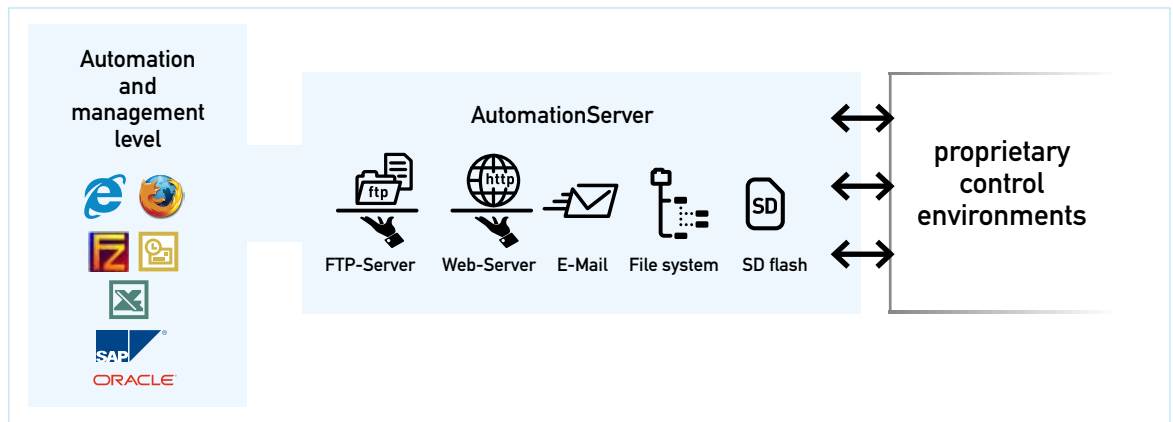 Automation
and
management
level
FZ
SAP
®
ORACLE
AutomationServer
ftp
http
SD
FTP-Server
Web-Server
E-Mail
File system
SD flash
proprietary
control
environments